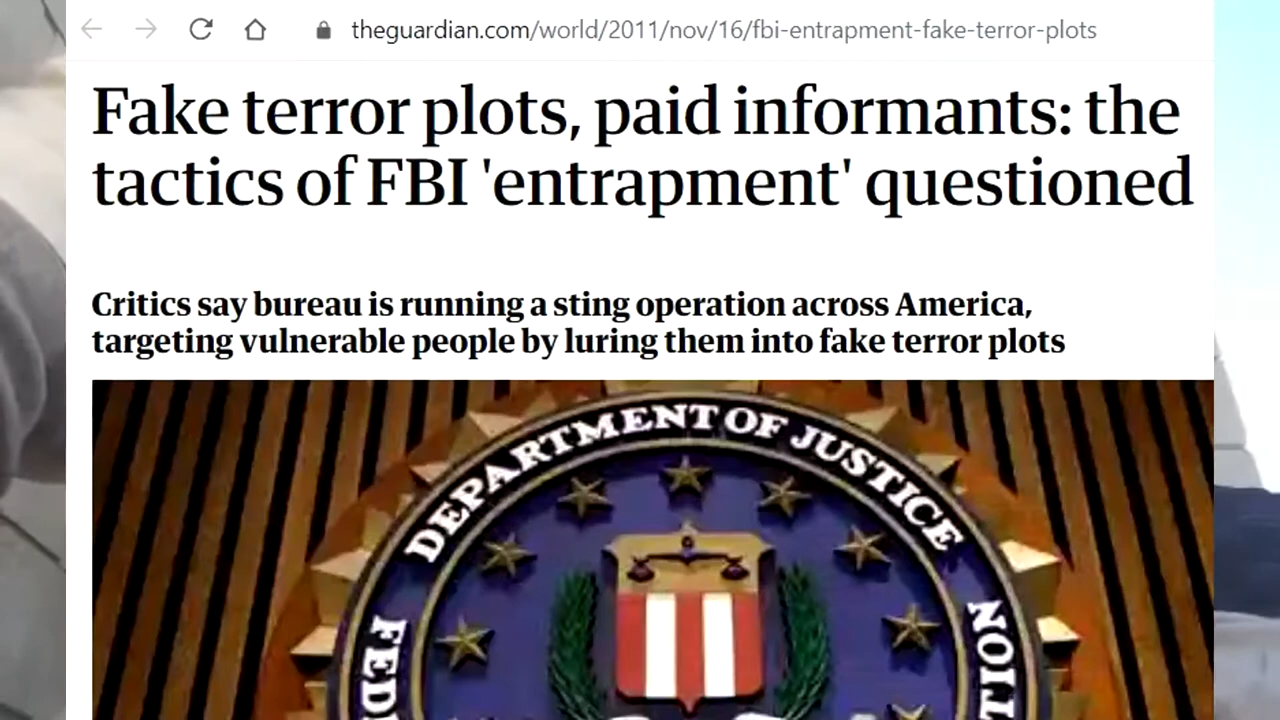 theguardian.com/world/2011/nov/16/fbi-entrapment-fake-terror-plots
Fake terror plots, paid informants: the
tactics of FBI 'entrapment' questioned
Critics say bureau is running a sting operation across America,
targeting vulnerable people by luring them into fake terror plots
DEPARTMENT OF JUSTICE